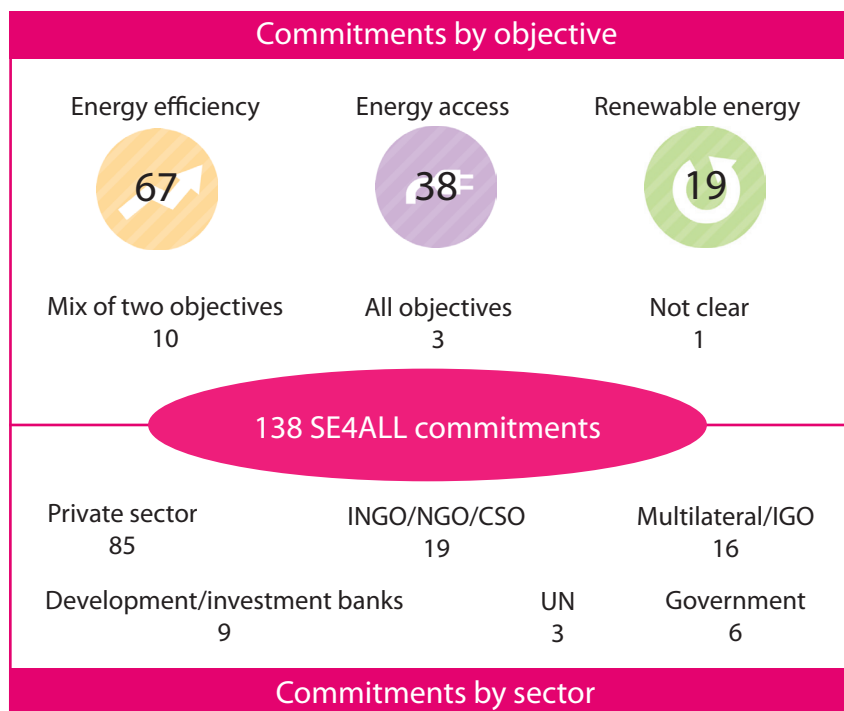 Commitments by objective
Energy efficiency Energy access Renewable energy
67 38 19
Mix of two objectives All objectives Not clear
10 3 1
138 SE4ALL commitments
Private sector INGO/NGO/CSO Multilateral/IGO
85 19 16
Development/investment banks UN Government
9 3 6
Commitments by sector